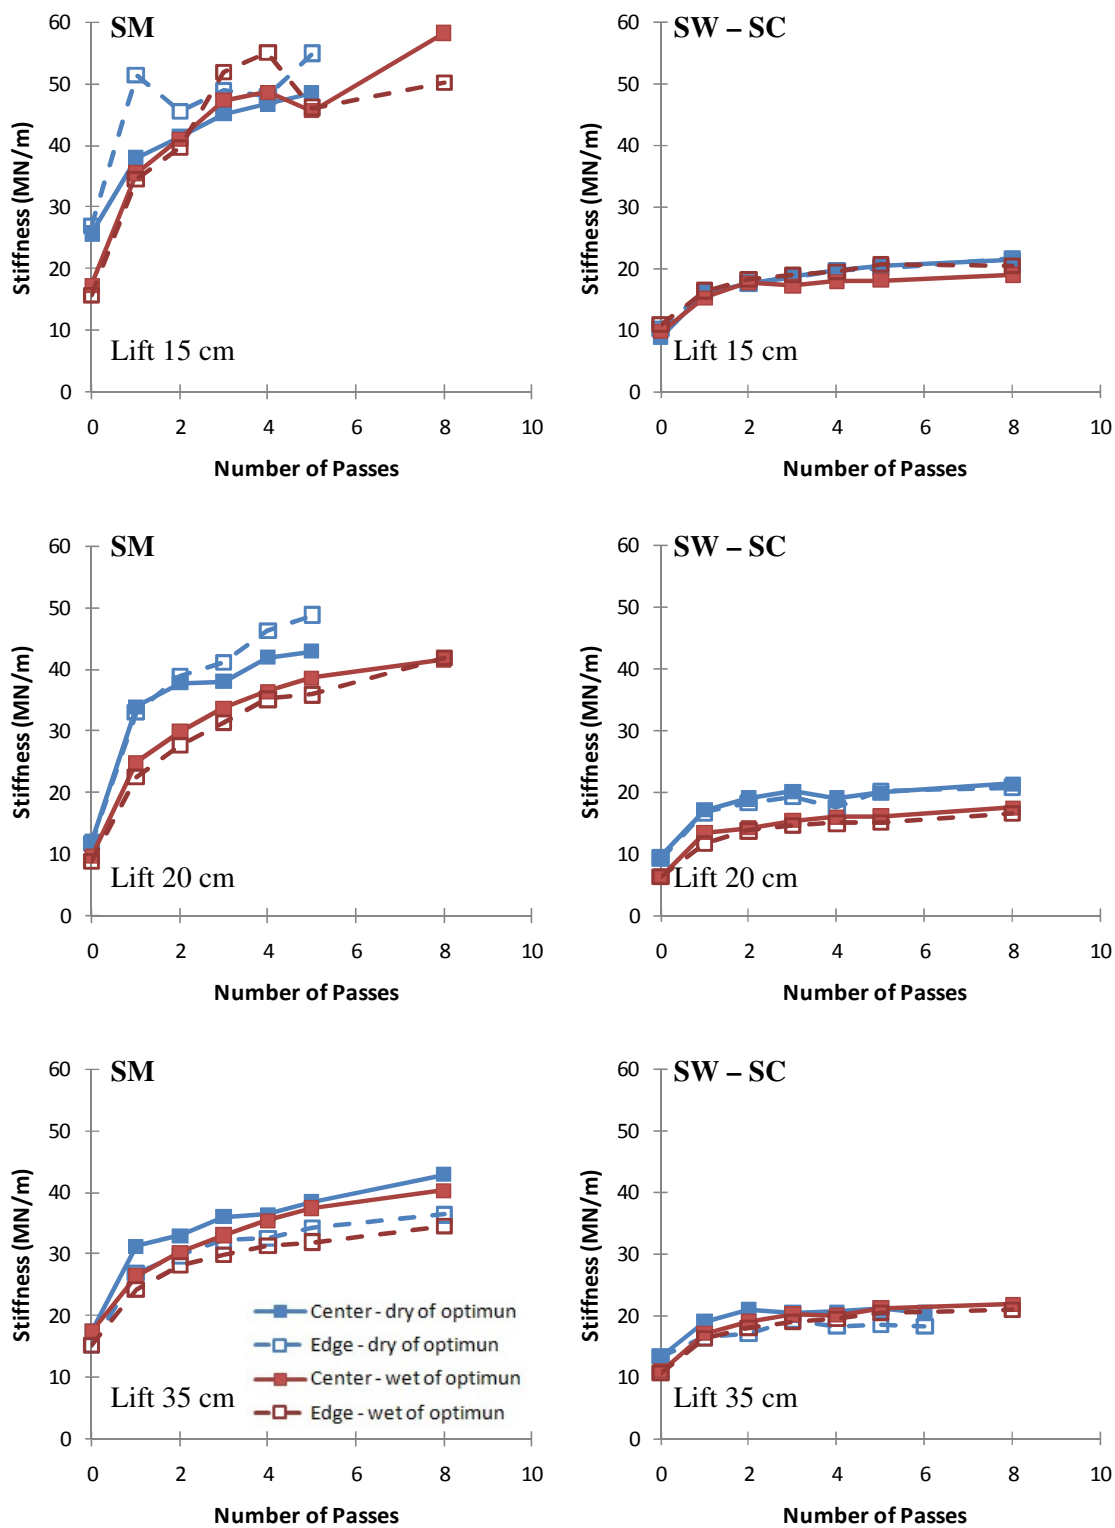 SM
60
50
40
30
20
10
0
Stiffness (MN/m)
Lift 15 cm
0 2 4 6 8 10
Number of Passes
SW – SC
60
50
40
30
20
10
0
Stiffness (MN/m)
Lift 15 cm
0 2 4 6 8 10
Number of Passes
SM
60
50
40
30
20
10
0
Stiffness (MN/m)
Lift 20 cm
0 2 4 6 8 10
Number of Passes
SW – SC
60
50
40
30
20
10
0
Stiffness (MN/m)
Lift 20 cm
0 2 4 6 8 10
Number of Passes
SM
60
50
40
30
20
10
0
Stiffness (MN/m)
Center - dry of optimun
Edge - dry of optimun
Center - wet of optimun
Edge - wet of optimun
Lift 35 cm
0 2 4 6 8 10
Number of Passes
SW – SC
60
50
40
30
20
10
0
Stiffness (MN/m)
Lift 35 cm
0 2 4 6 8 10
Number of Passes